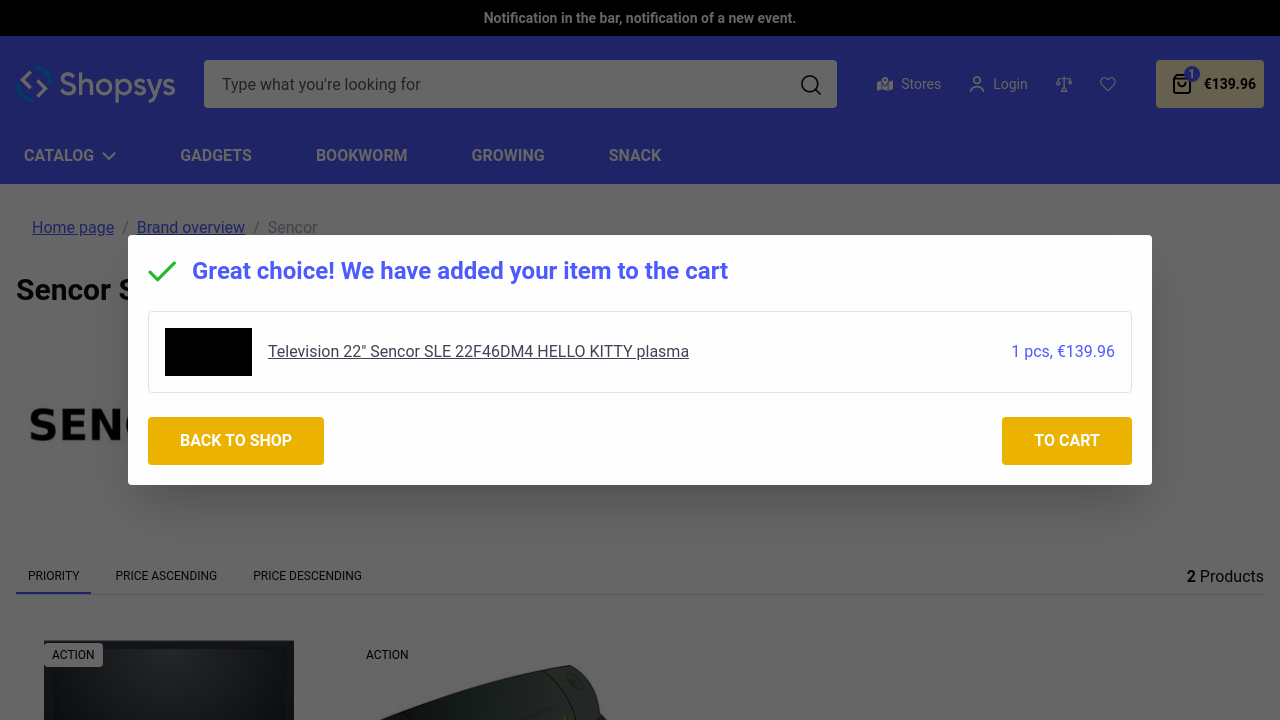 Notification in the bar, notification of a new event.
Shopsys
Type what you're looking for
Stores
Login
1
€139.96
CATALOG
GADGETS
BOOKWORM
GROWING
SNACK
Home page / Brand overview / Sencor
Great choice! We have added your item to the cart
Sencor S
Television 22" Sencor SLE 22F46DM4 HELLO KITTY plasma
1 pcs, €139.96
SENC
BACK TO SHOP
TO CART
PRIORITY
PRICE ASCENDING
PRICE DESCENDING
2 Products
ACTION
ACTION